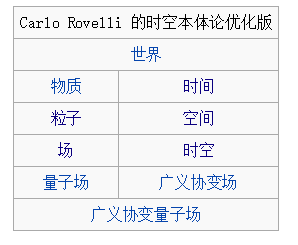 Carlo Rovelli 的时空本体论优化版
世界
物质 时间
粒子 空间
场 时空
量子场 广义协变场
广义协变量子场